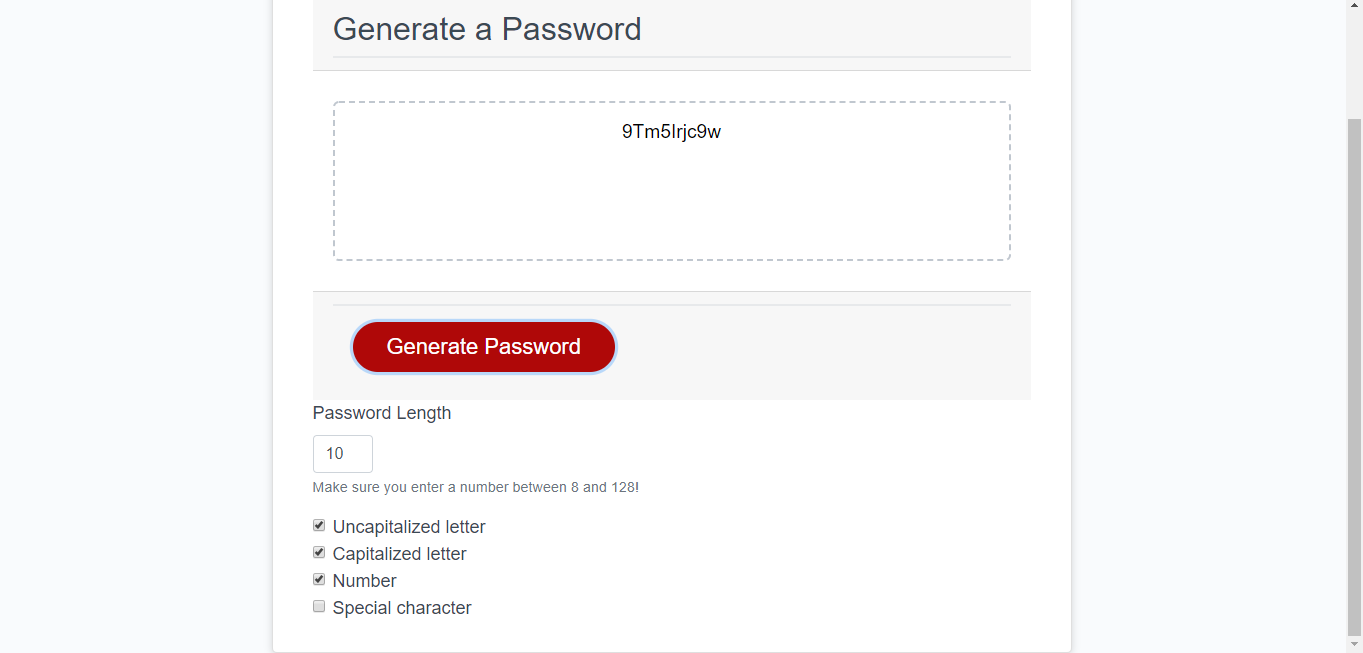 Generate a Password
9Tm5Irjc9w
Generate Password
Password Length
10
Make sure you enter a number between 8 and 128!
Uncapitalized letter
Capitalized letter
Number
Special character